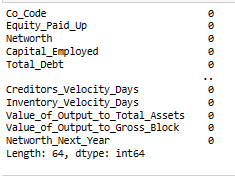 Co_Code 0
Equity_Paid_Up 0
Networth 0
Capital_Employed 0
Total_Debt 0
..
Creditors_Velocity_Days 0
Inventory_Velocity_Days 0
Value_of_Output_to_Total_Assets 0
Value_of_Output_to_Gross_Block 0
Networth_Next_Year 0
Length: 64, dtype: int64